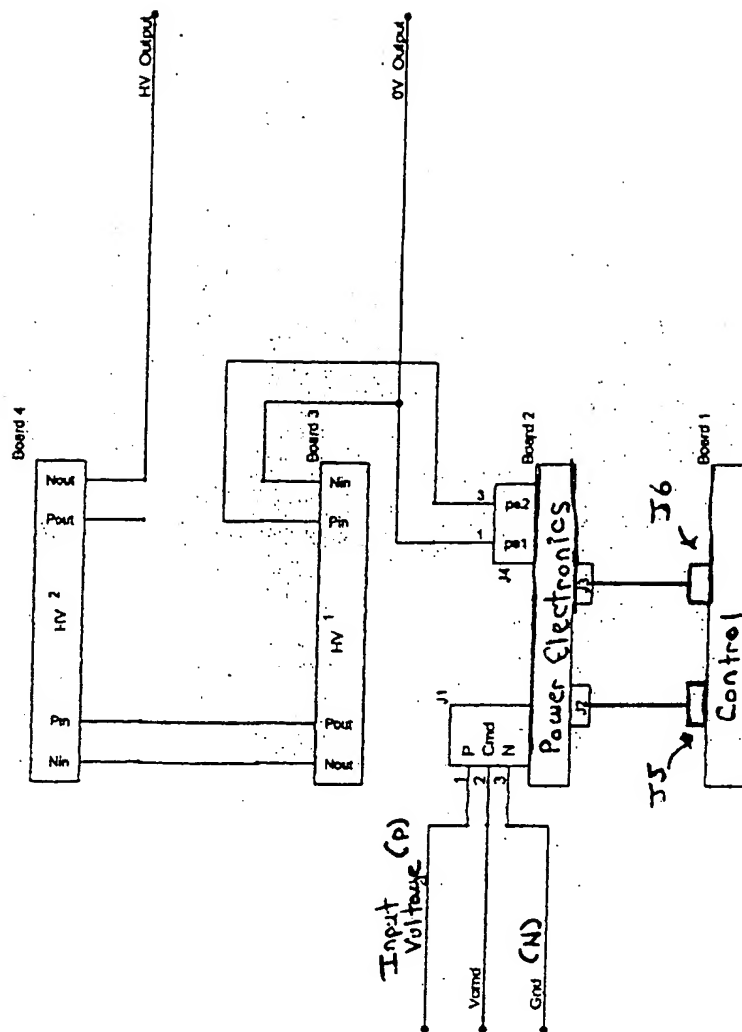 Board 4
HV Output
Nout
Pout
HV 2
Pin
Nin
0V Output
Board 3
Nin
Pin
HV 1
Pout
Nout
Board 2
3
1
pe2
pe1
J4
Power Electronics
J3
J2
J1
P
Cmd
N
1
2
3
Input
Voltage (P)
Vcmd
Gnd (N)
Board 1
J6
J5
Control